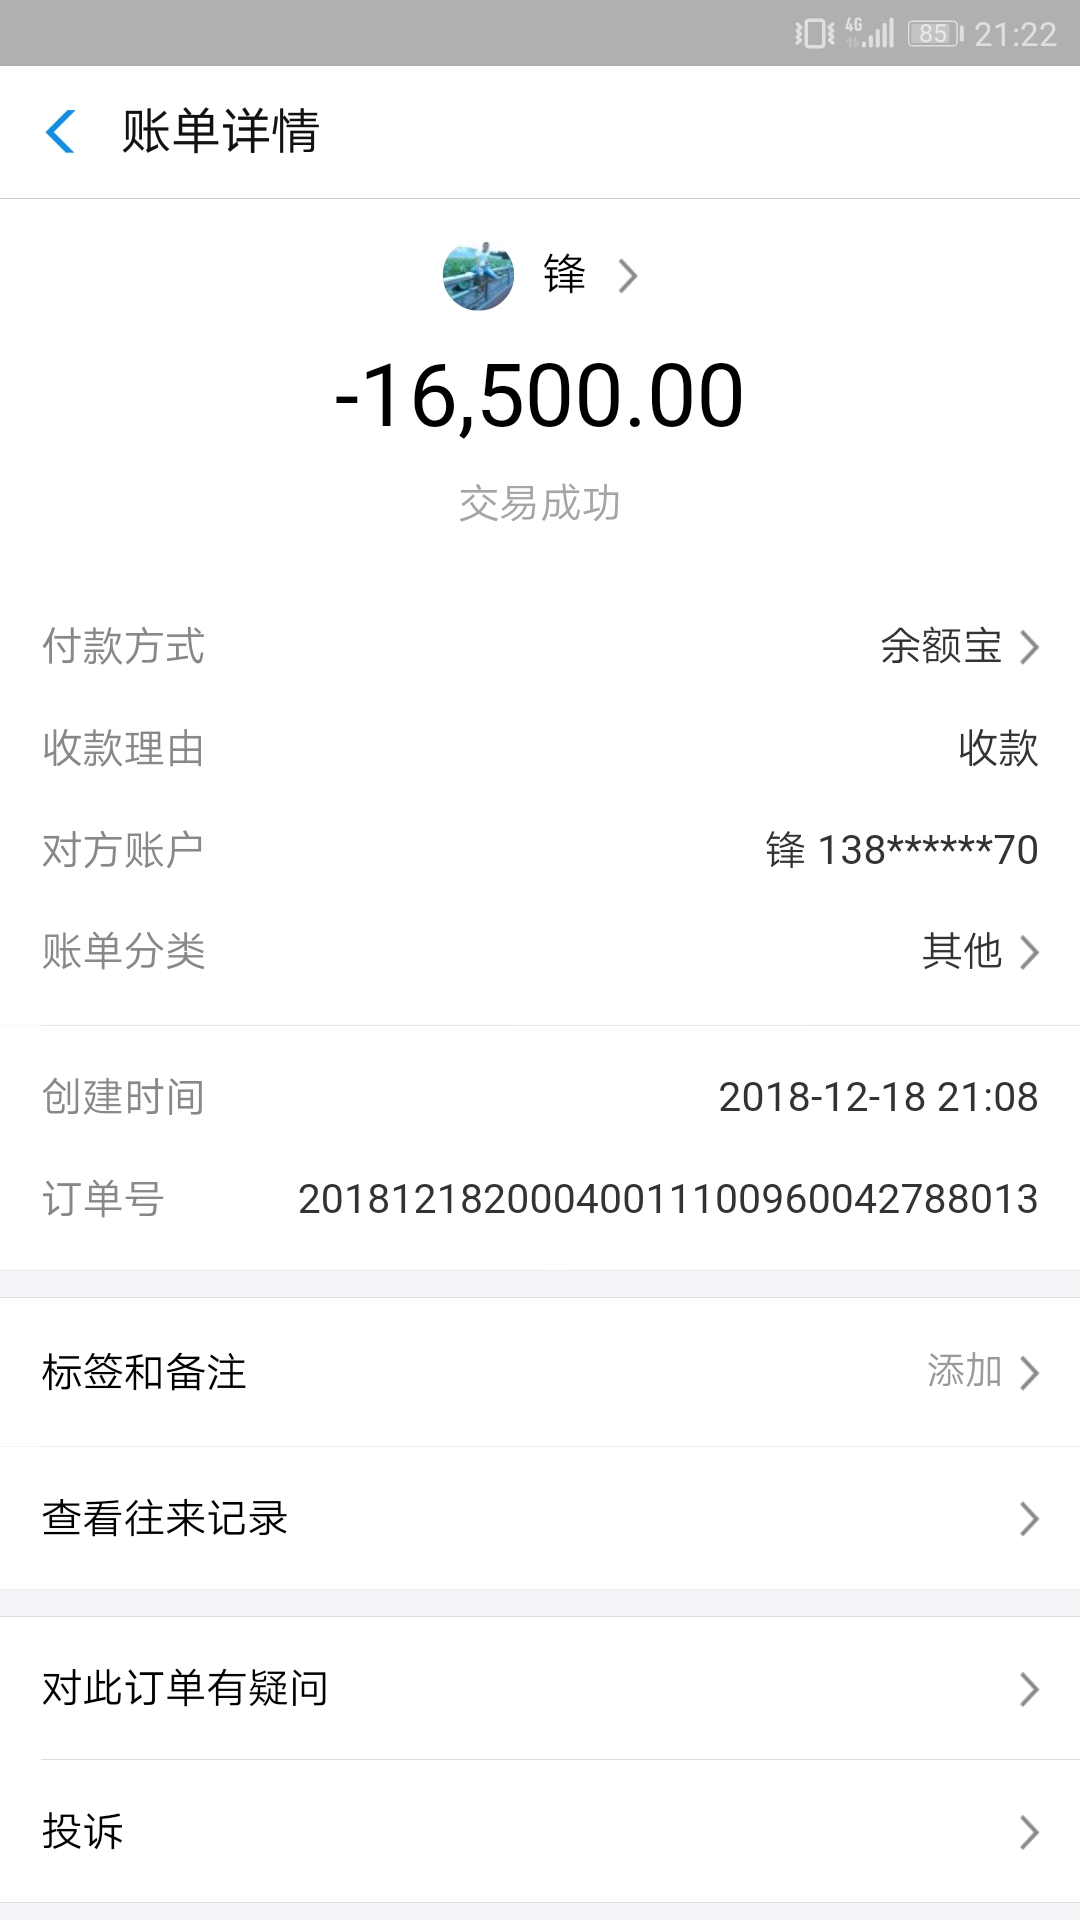 4G 85 21:22
账单详情
锋
-16,500.00
交易成功
付款方式 余额宝
收款理由 收款
对方账户 锋 138******70
账单分类 其他
创建时间 2018-12-18 21:08
订单号 20181218200040011100960042788013
标签和备注 添加
查看往来记录
对此订单有疑问
投诉